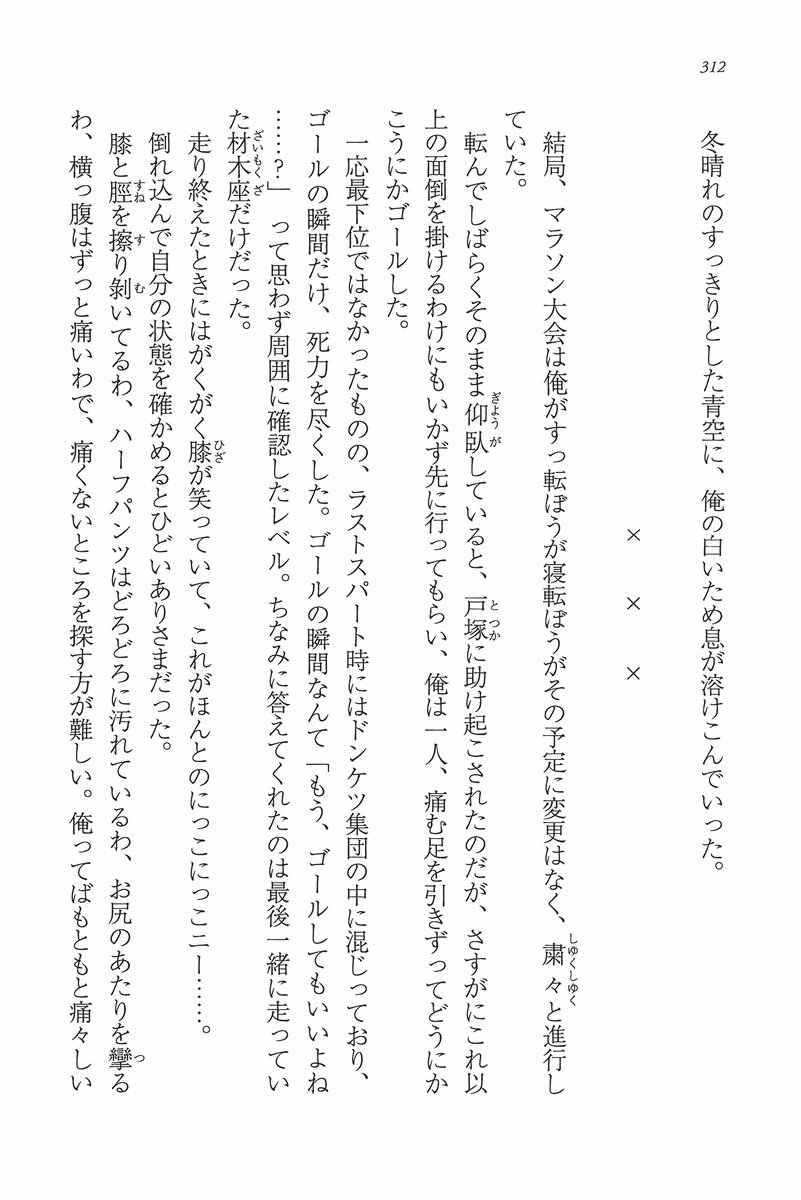 312
冬晴れのすっきりとした青空に、俺の白いため息が溶けこんでいった。
× × ×
結局、マラソン大会は俺がすっ転ぼうが寝転ぼうがその予定に変更はなく、粛々と進行し
ていた。
転んでしばらくそのまま仰臥していると、戸塚に助け起こされたのだが、さすがにこれ以
上の面倒を掛けるわけにもいかず先に行ってもらい、俺は一人、痛む足を引きずってどうにか
こうにかゴールした。
一応最下位ではなかったものの、ラストスパート時にはドンケツ集団の中に混じっており、
ゴールの瞬間だけ、死力を尽くした。ゴールの瞬間なんて「もう、ゴールしてもいいよね
……?」って思わず周囲に確認したレベル。ちなみに答えてくれたのは最後一緒に走ってい
た材木座だけだった。
走り終えたときにはがくがく膝が笑っていて、これがほんとのにっこにっこニー……。
倒れ込んで自分の状態を確かめるとひどいありさまだった。
膝と脛を擦り剝いてるわ、ハーフパンツはどろどろに汚れているわ、お尻のあたりを攣る
わ、横っ腹はずっと痛いわで、痛くないところを探す方が難しい。俺ってばもともと痛々しい